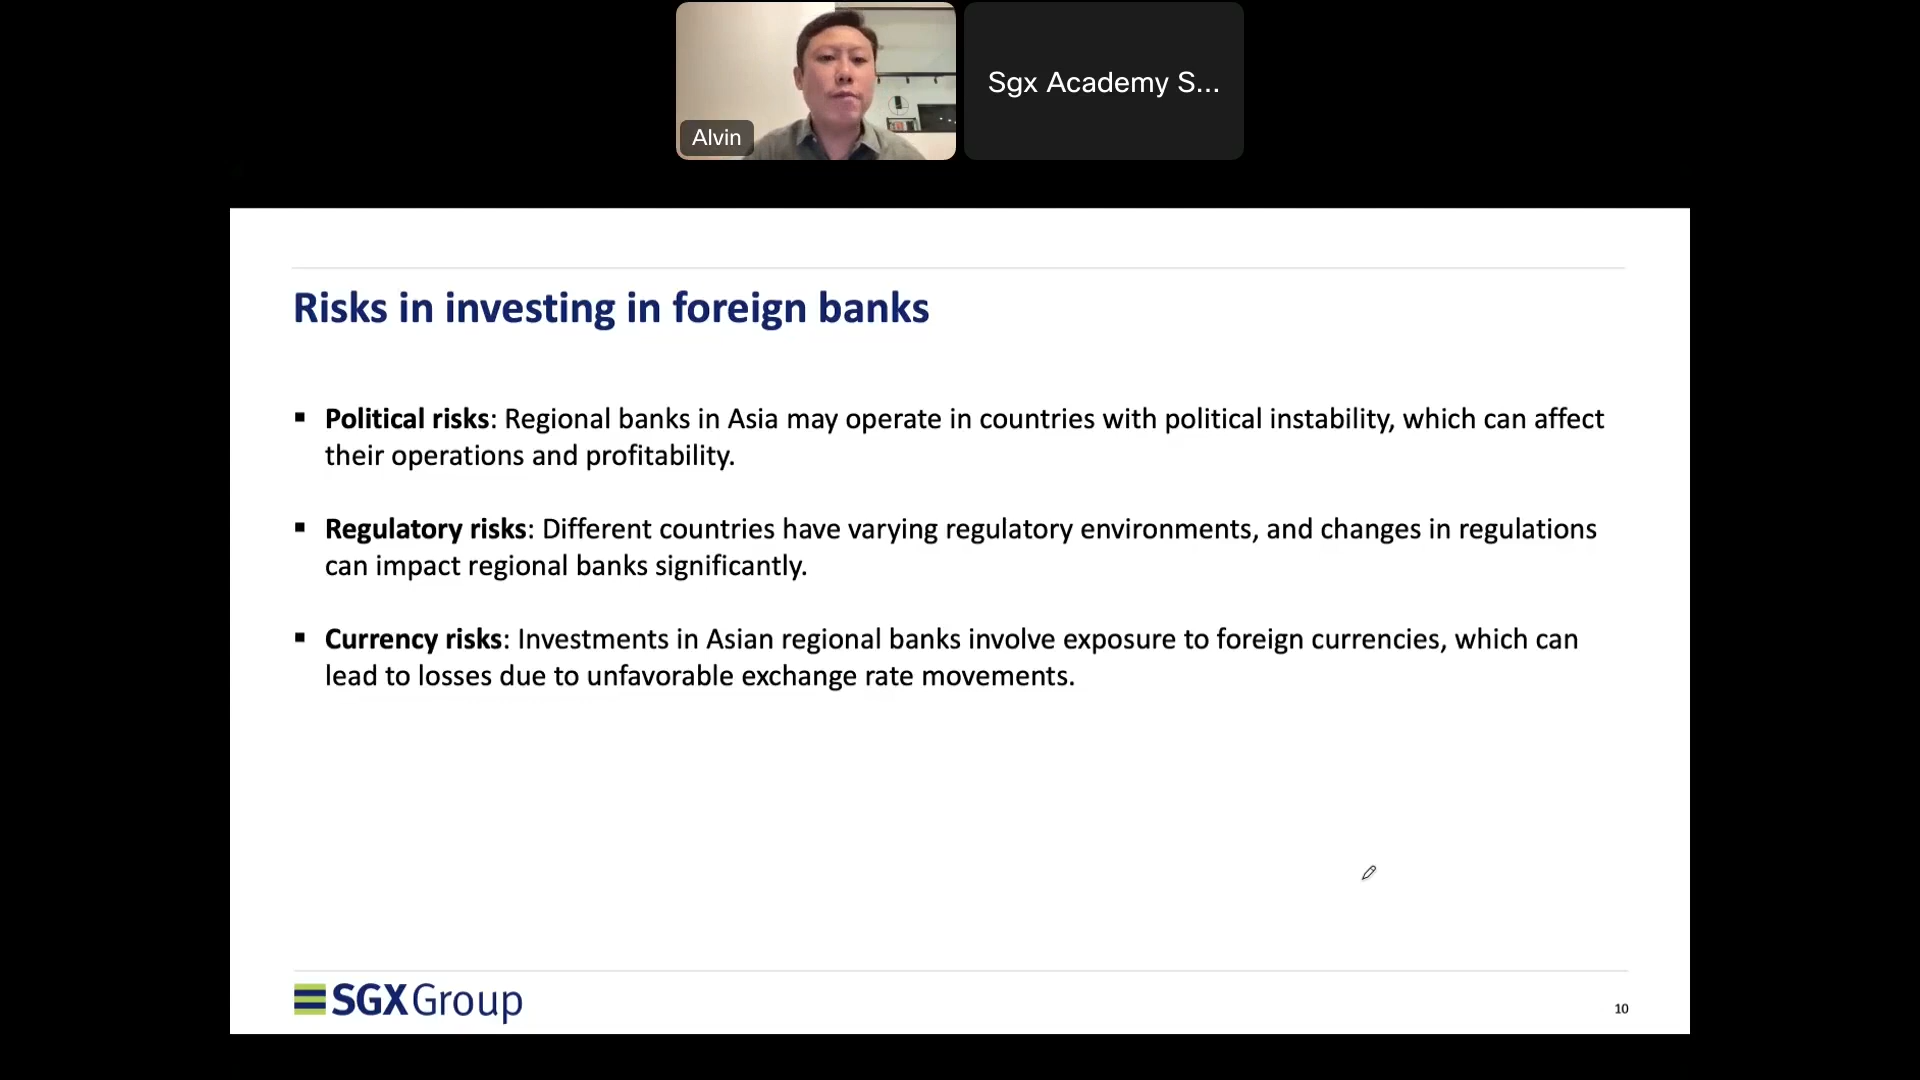 Alvin
Sgx Academy S...
Risks in investing in foreign banks
▪ Political risks: Regional banks in Asia may operate in countries with political instability, which can affect
their operations and profitability.
▪ Regulatory risks: Different countries have varying regulatory environments, and changes in regulations
can impact regional banks significantly.
▪ Currency risks: Investments in Asian regional banks involve exposure to foreign currencies, which can
lead to losses due to unfavorable exchange rate movements.
SGX Group
10